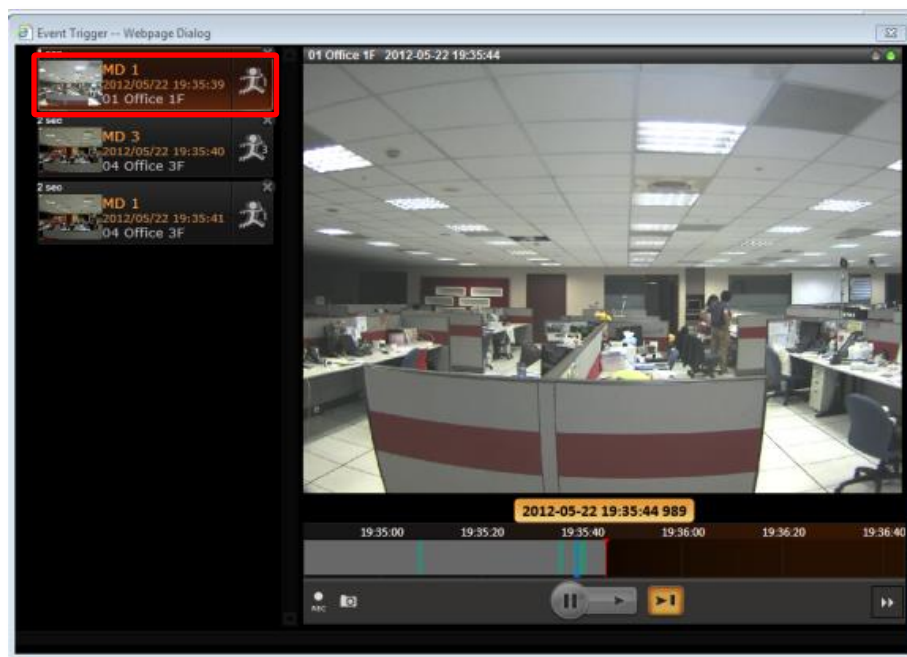 Event Trigger -- Webpage Dialog
MD 1
2012/05/22 19:35:39
01 Office 1F
2 sec
MD 3
2012/05/22 19:35:40
04 Office 3F
2 sec
MD 1
2012/05/22 19:35:41
04 Office 3F
01 Office 1F 2012-05-22 19:35:44
2012-05-22 19:35:44 989
19:35:00 19:35:20 19:35:40 19:36:00 19:36:20 19:36:40
REC